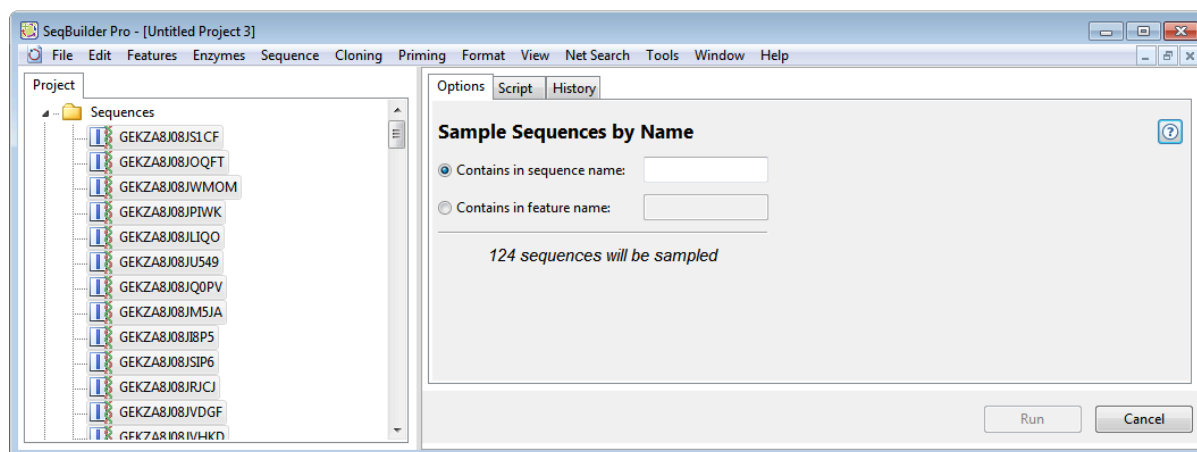 SeqBuilder Pro - [Untitled Project 3]
File Edit Features Enzymes Sequence Cloning Priming Format View Net Search Tools Window Help
Project
Sequences
GEKZA8J08JS1CF
GEKZA8J08JOQFT
GEKZA8J08JWMOM
GEKZA8J08JPIWK
GEKZA8J08JLIQO
GEKZA8J08JU549
GEKZA8J08JQ0PV
GEKZA8J08JM5JA
GEKZA8J08JI8P5
GEKZA8J08JSIP6
GEKZA8J08JRJCJ
GEKZA8J08JVDGF
GEKZA8J08JVHKD
Options Script History
Sample Sequences by Name
?
Contains in sequence name:
Contains in feature name:
124 sequences will be sampled
Run Cancel